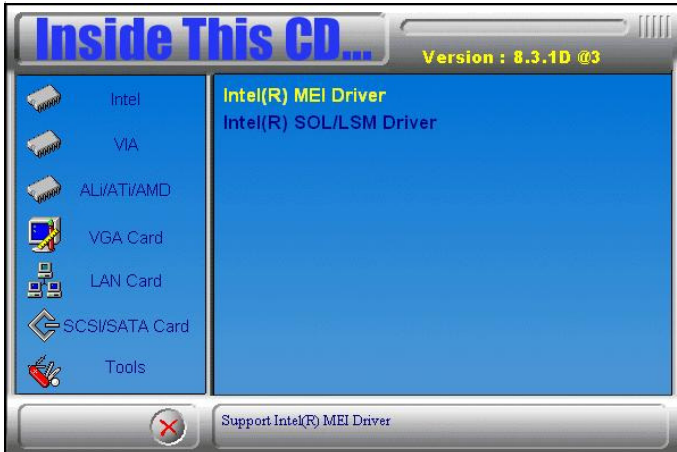 Inside This CD...
Version : 8.3.1D @3
Intel
VIA
ALi/ATi/AMD
VGA Card
LAN Card
SCSI/SATA Card
Tools
Intel(R) MEI Driver
Intel(R) SOL/LSM Driver
Support Intel(R) MEI Driver